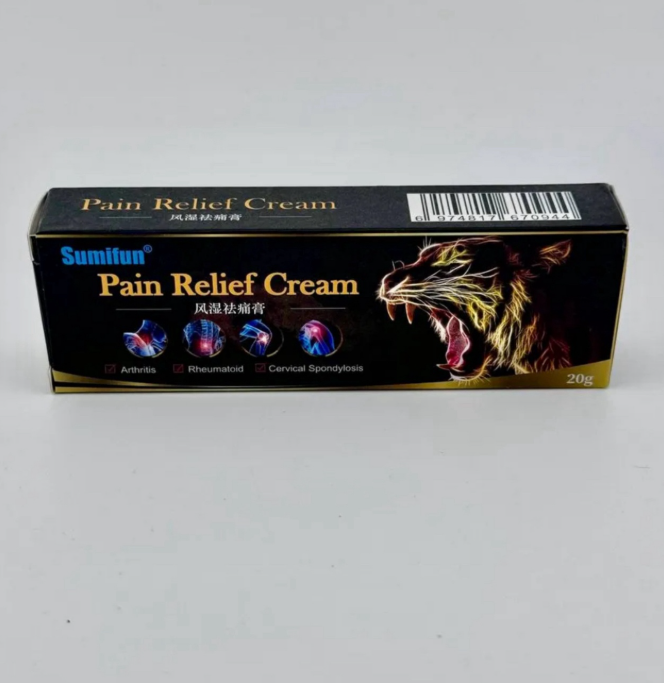 Pain Relief Cream
风湿祛痛膏
6 974817 670944
Sumifun®
Pain Relief Cream
风湿祛痛膏
Arthritis Rheumatoid Cervical Spondylosis
20g